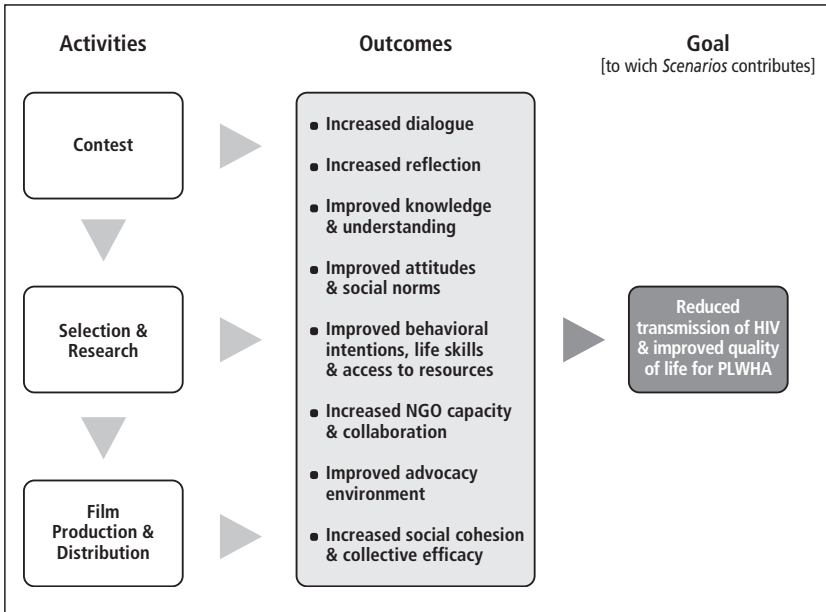 Activities
Contest
Selection &
Research
Film
Production &
Distribution
Outcomes
Increased dialogue
Increased reflection
Improved knowledge
& understanding
Improved attitudes
& social norms
Improved behavioral
intentions, life skills
& access to resources
Increased NGO capacity
& collaboration
Improved advocacy
environment
Increased social cohesion
& collective efficacy
Goal
[to wich Scenarios contributes]
Reduced
transmission of HIV
& improved quality
of life for PLWHA